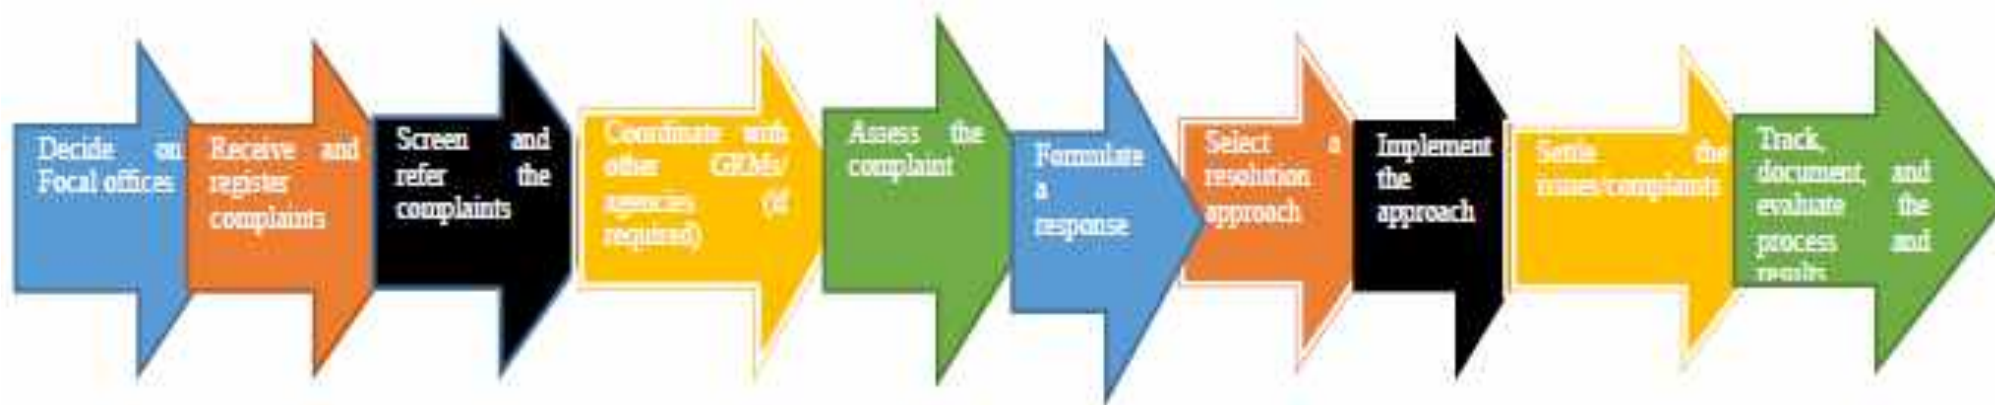 Decide on
Focal offices
Receive and
register
complaints
Screen and
refer the
complaints
Coordinate with
other GRMs/
agencies (if
required)
Assess the
complaint
Formulate
a
response
Select a
resolution
approach
Implement
the
approach
Settle the
issues/complaints
Track,
document, and
evaluate the
process and
results